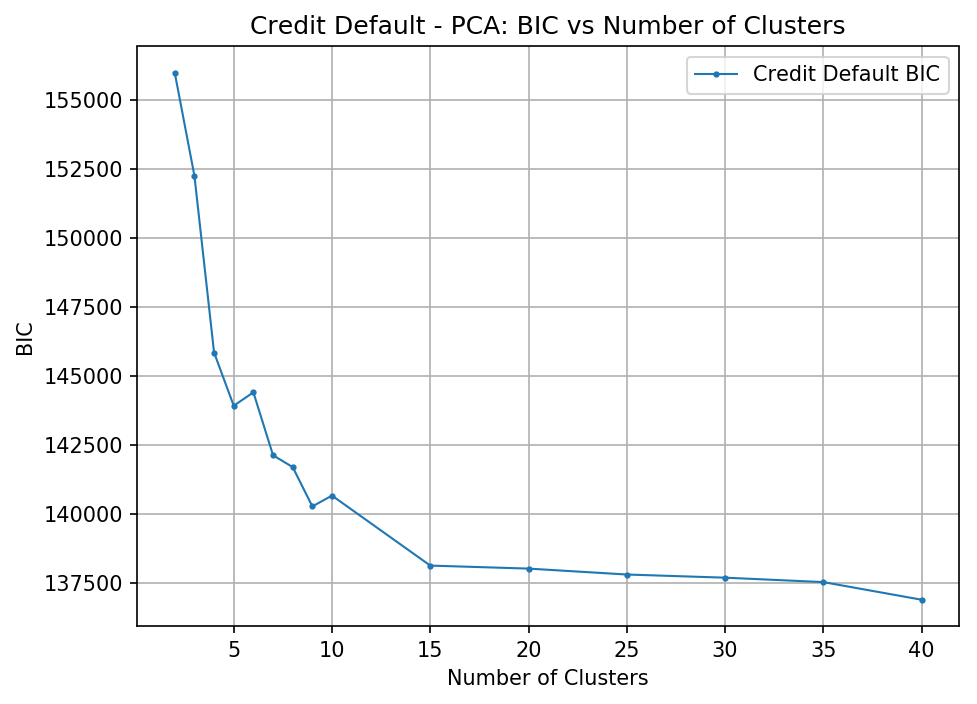 Credit Default - PCA: BIC vs Number of Clusters
Credit Default BIC
155000
152500
150000
147500
145000
142500
140000
137500
BIC
5 10 15 20 25 30 35 40
Number of Clusters